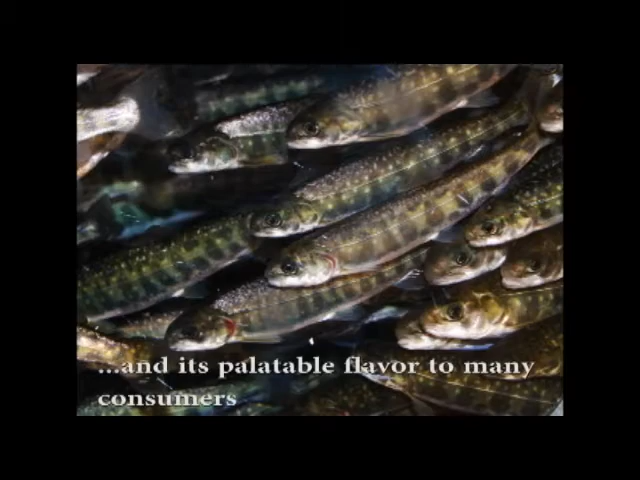 ...and its palatable flavor to many
consumers